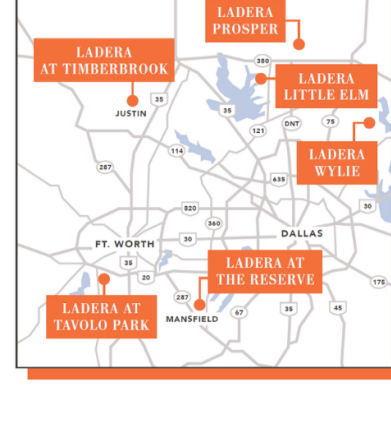 LADERA
PROSPER
LADERA
AT TIMBERBROOK
380
LADERA
LITTLE ELM
35
JUSTIN
35
121
DNT
75
114
LADERA
WYLIE
287
635
820
30
360
DALLAS
FT. WORTH
30
35
20
LADERA AT
THE RESERVE
175
LADERA AT
TAVOLO PARK
287
MANSFIELD
67
35
45